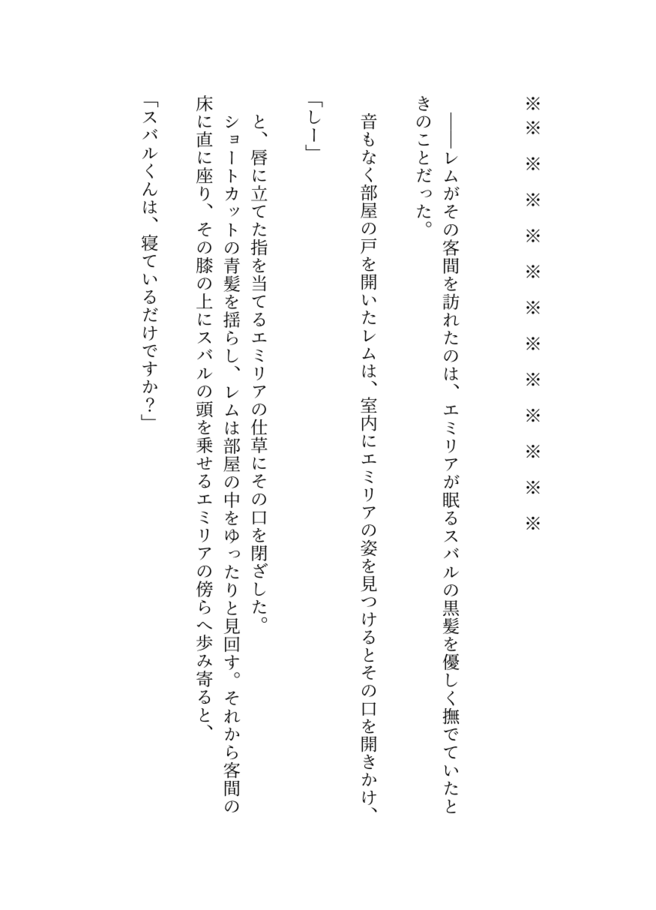 ※※　※　※　※　※　※　※　※　※　※　※　※
――レムがその客間を訪れたのは、エミリアが眠るスバルの黒髪を優しく撫でていたと
きのことだった。
音もなく部屋の戸を開いたレムは、室内にエミリアの姿を見つけるとその口を開きかけ、
「しー」
と、唇に立てた指を当てるエミリアの仕草にその口を閉ざした。
ショートカットの青髪を揺らし、レムは部屋の中をゆったりと見回す。それから客間の
床に直に座り、その膝の上にスバルの頭を乗せるエミリアの傍らへ歩み寄ると、
「スバルくんは、寝ているだけですか？」